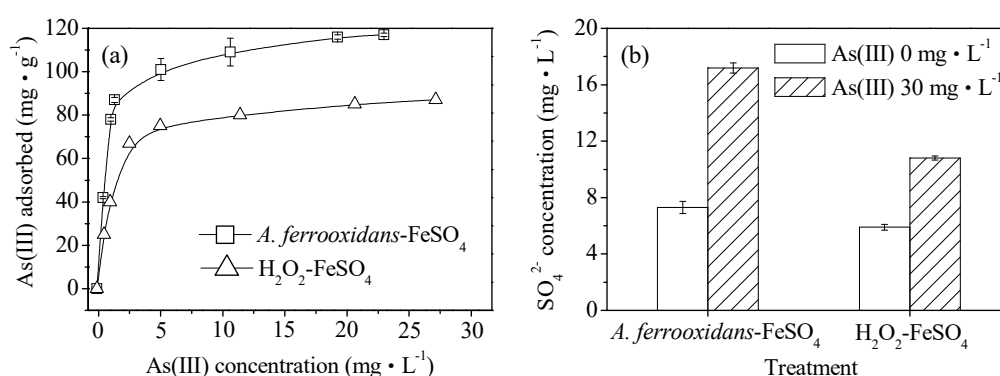 120
100
80
60
40
20
0
As(III) adsorbed (mg • g⁻¹)
(a)
A. ferrooxidans-FeSO₄
H₂O₂-FeSO₄
0 5 10 15 20 25 30
As(III) concentration (mg • L⁻¹)
20
16
12
8
4
0
SO₄²⁻ concentration (mg • L⁻¹)
(b)
As(III) 0 mg • L⁻¹
As(III) 30 mg • L⁻¹
A. ferrooxidans-FeSO₄ H₂O₂-FeSO₄
Treatment